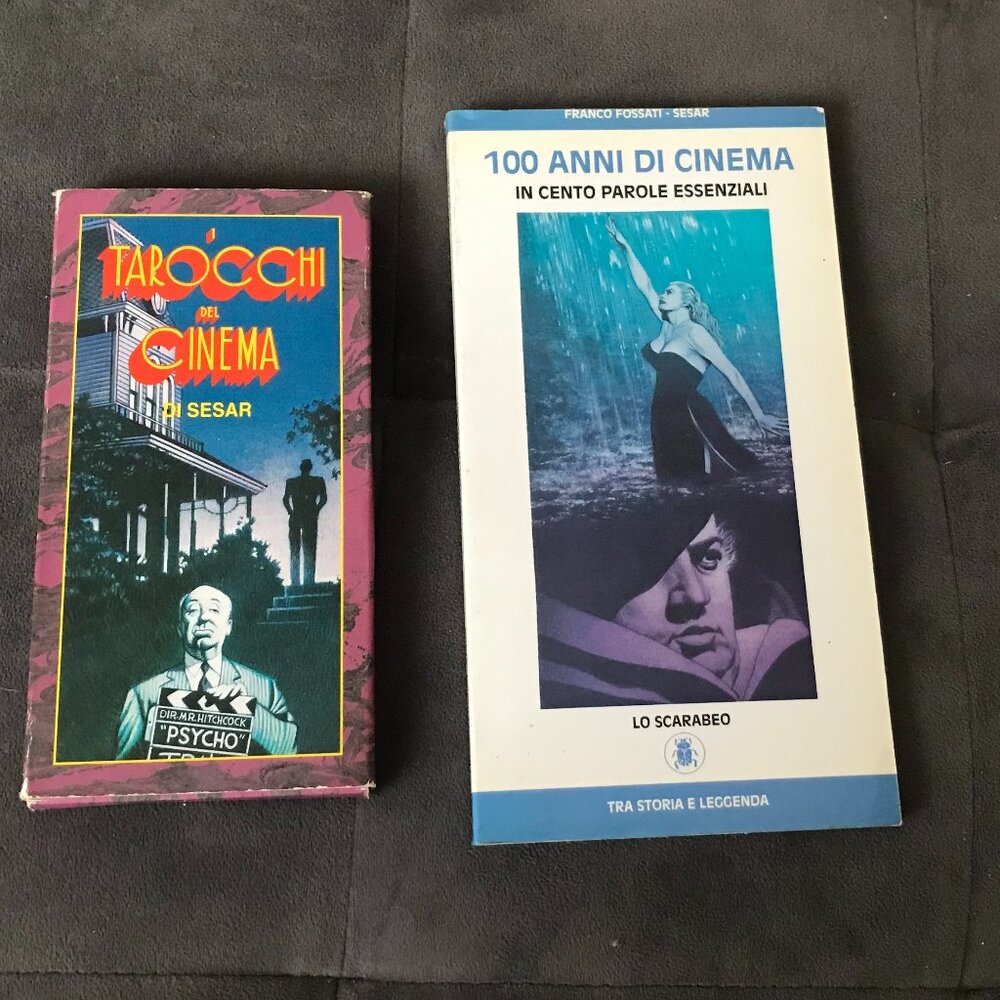 I
TAROCCHI
DEL
CINEMA
DI SESAR
DIR. MR. HITCHCOCK
"PSYCHO"
FRANCO FOSSATI - SESAR
100 ANNI DI CINEMA
IN CENTO PAROLE ESSENZIALI
LO SCARABEO
TRA STORIA E LEGGENDA